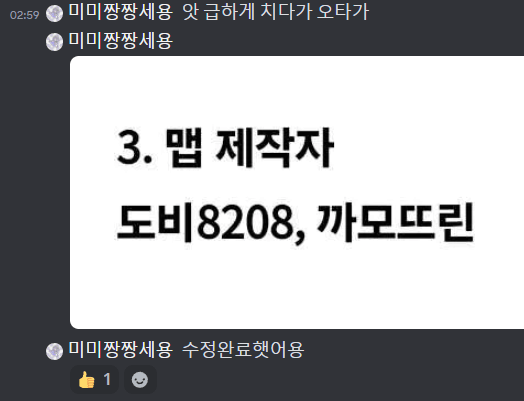 02:59 미미짱짱세용 앗 급하게 치다가 오타가
미미짱짱세용
3. 맵 제작자
도비8208, 까모뜨린
미미짱짱세용 수정완료햇어용
👍 1